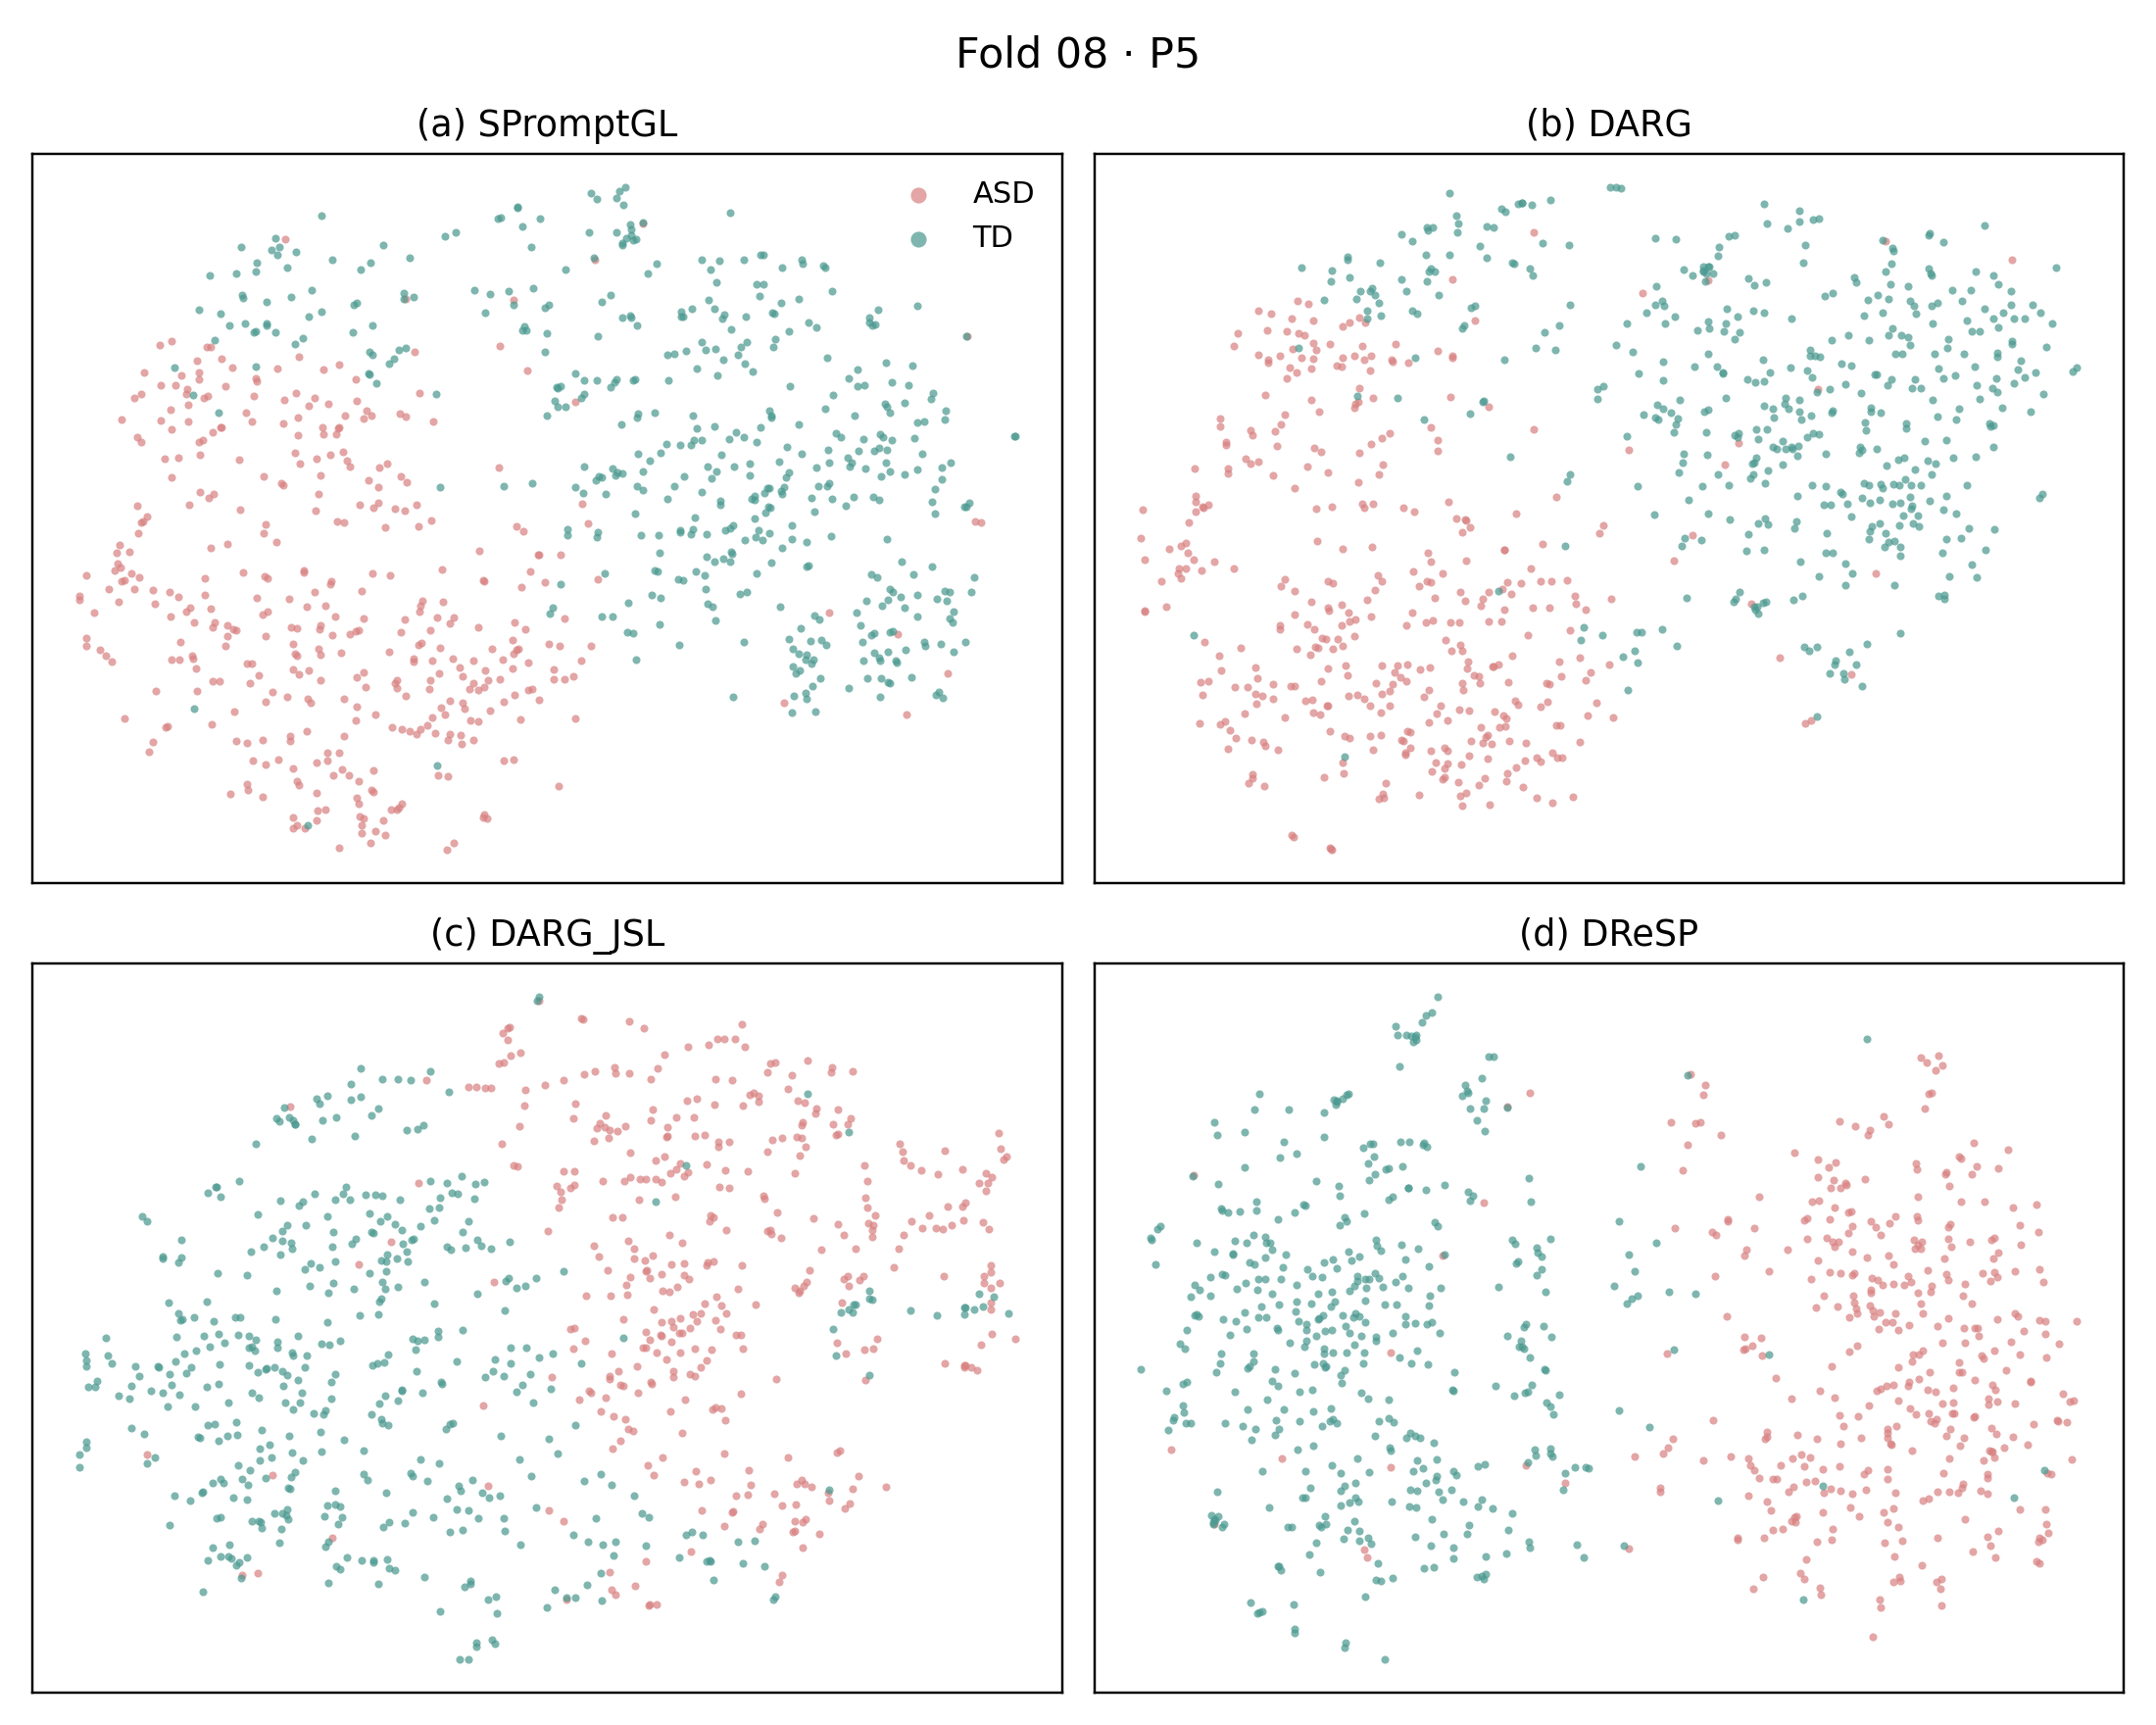 Fold 08 · P5
(a) SPromptGL
(b) DARG
ASD
TD
(c) DARG_JSL
(d) DReSP